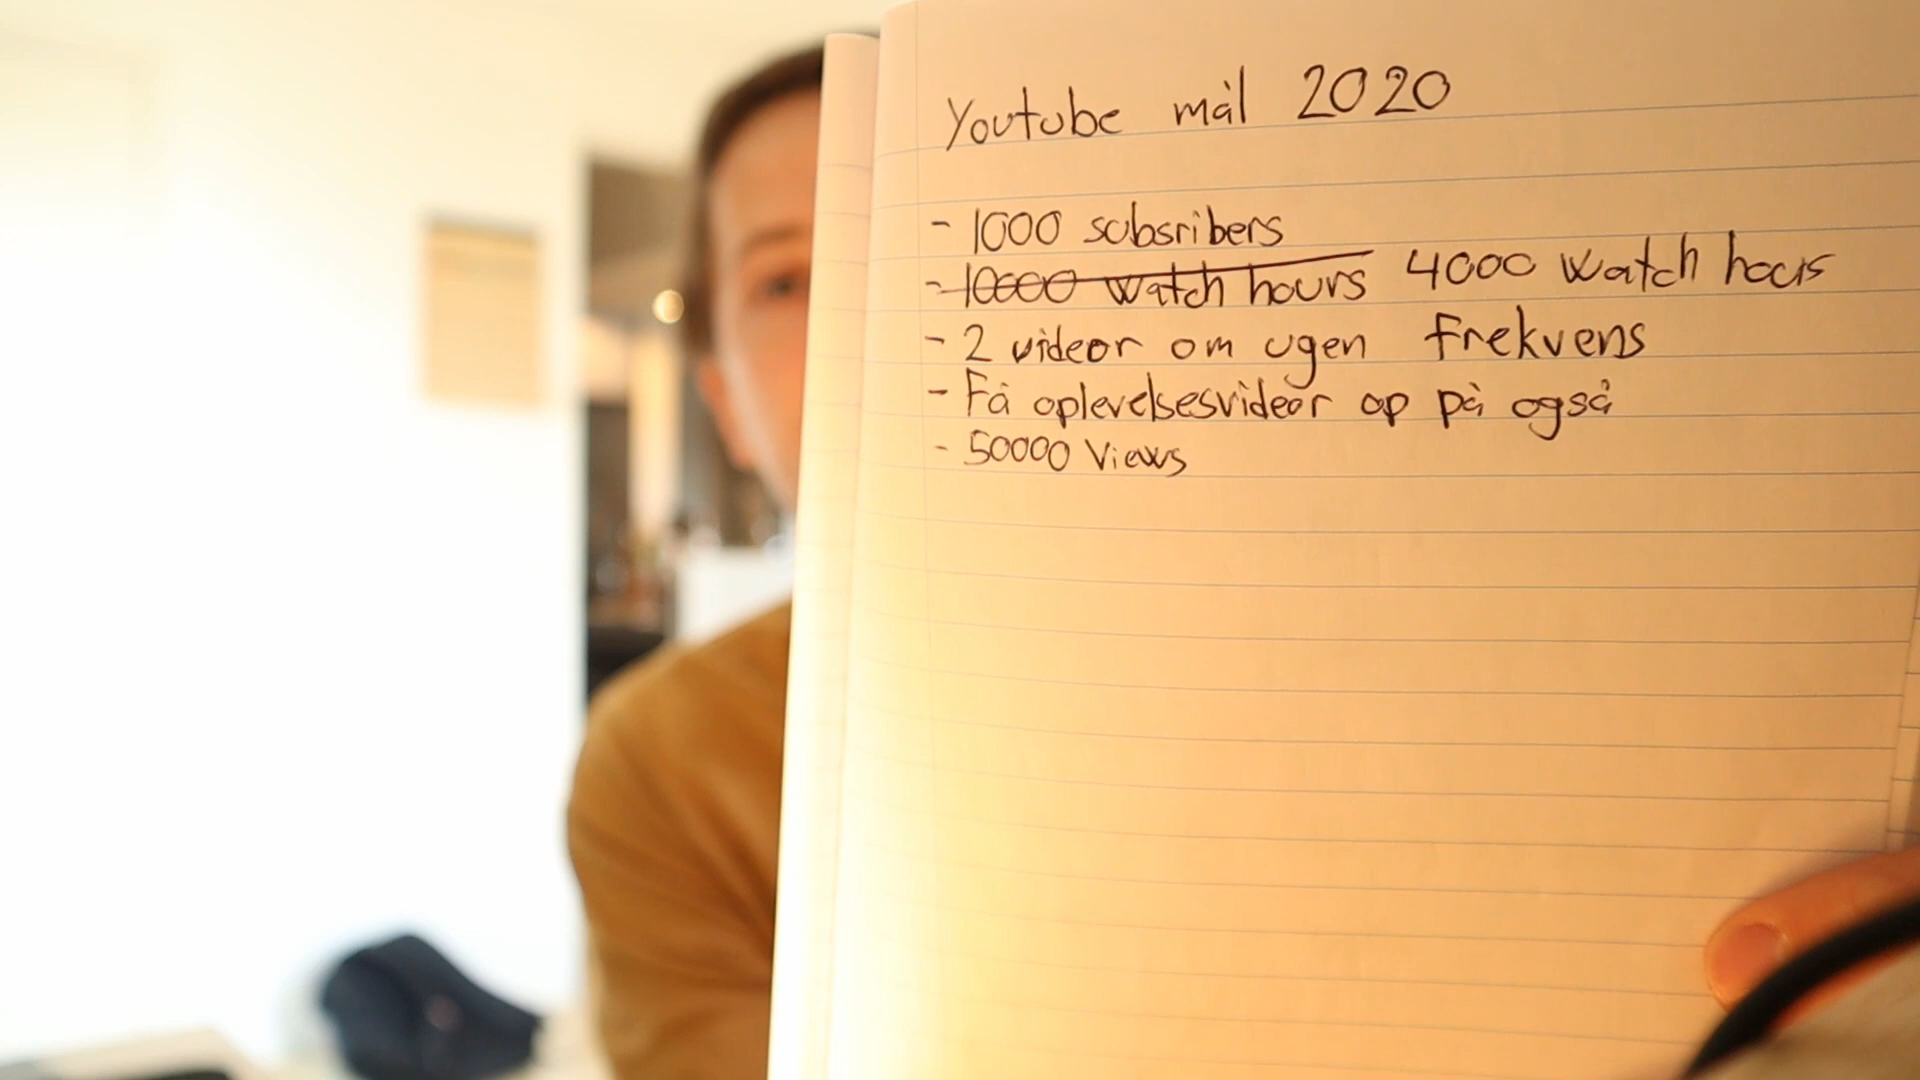 Youtube mål 2020
- 1000 subsribers
- 10000 watch hours 4000 watch hours
- 2 videor om ugen frekvens
- Få oplevelsesvideor op på også
- 50000 Views